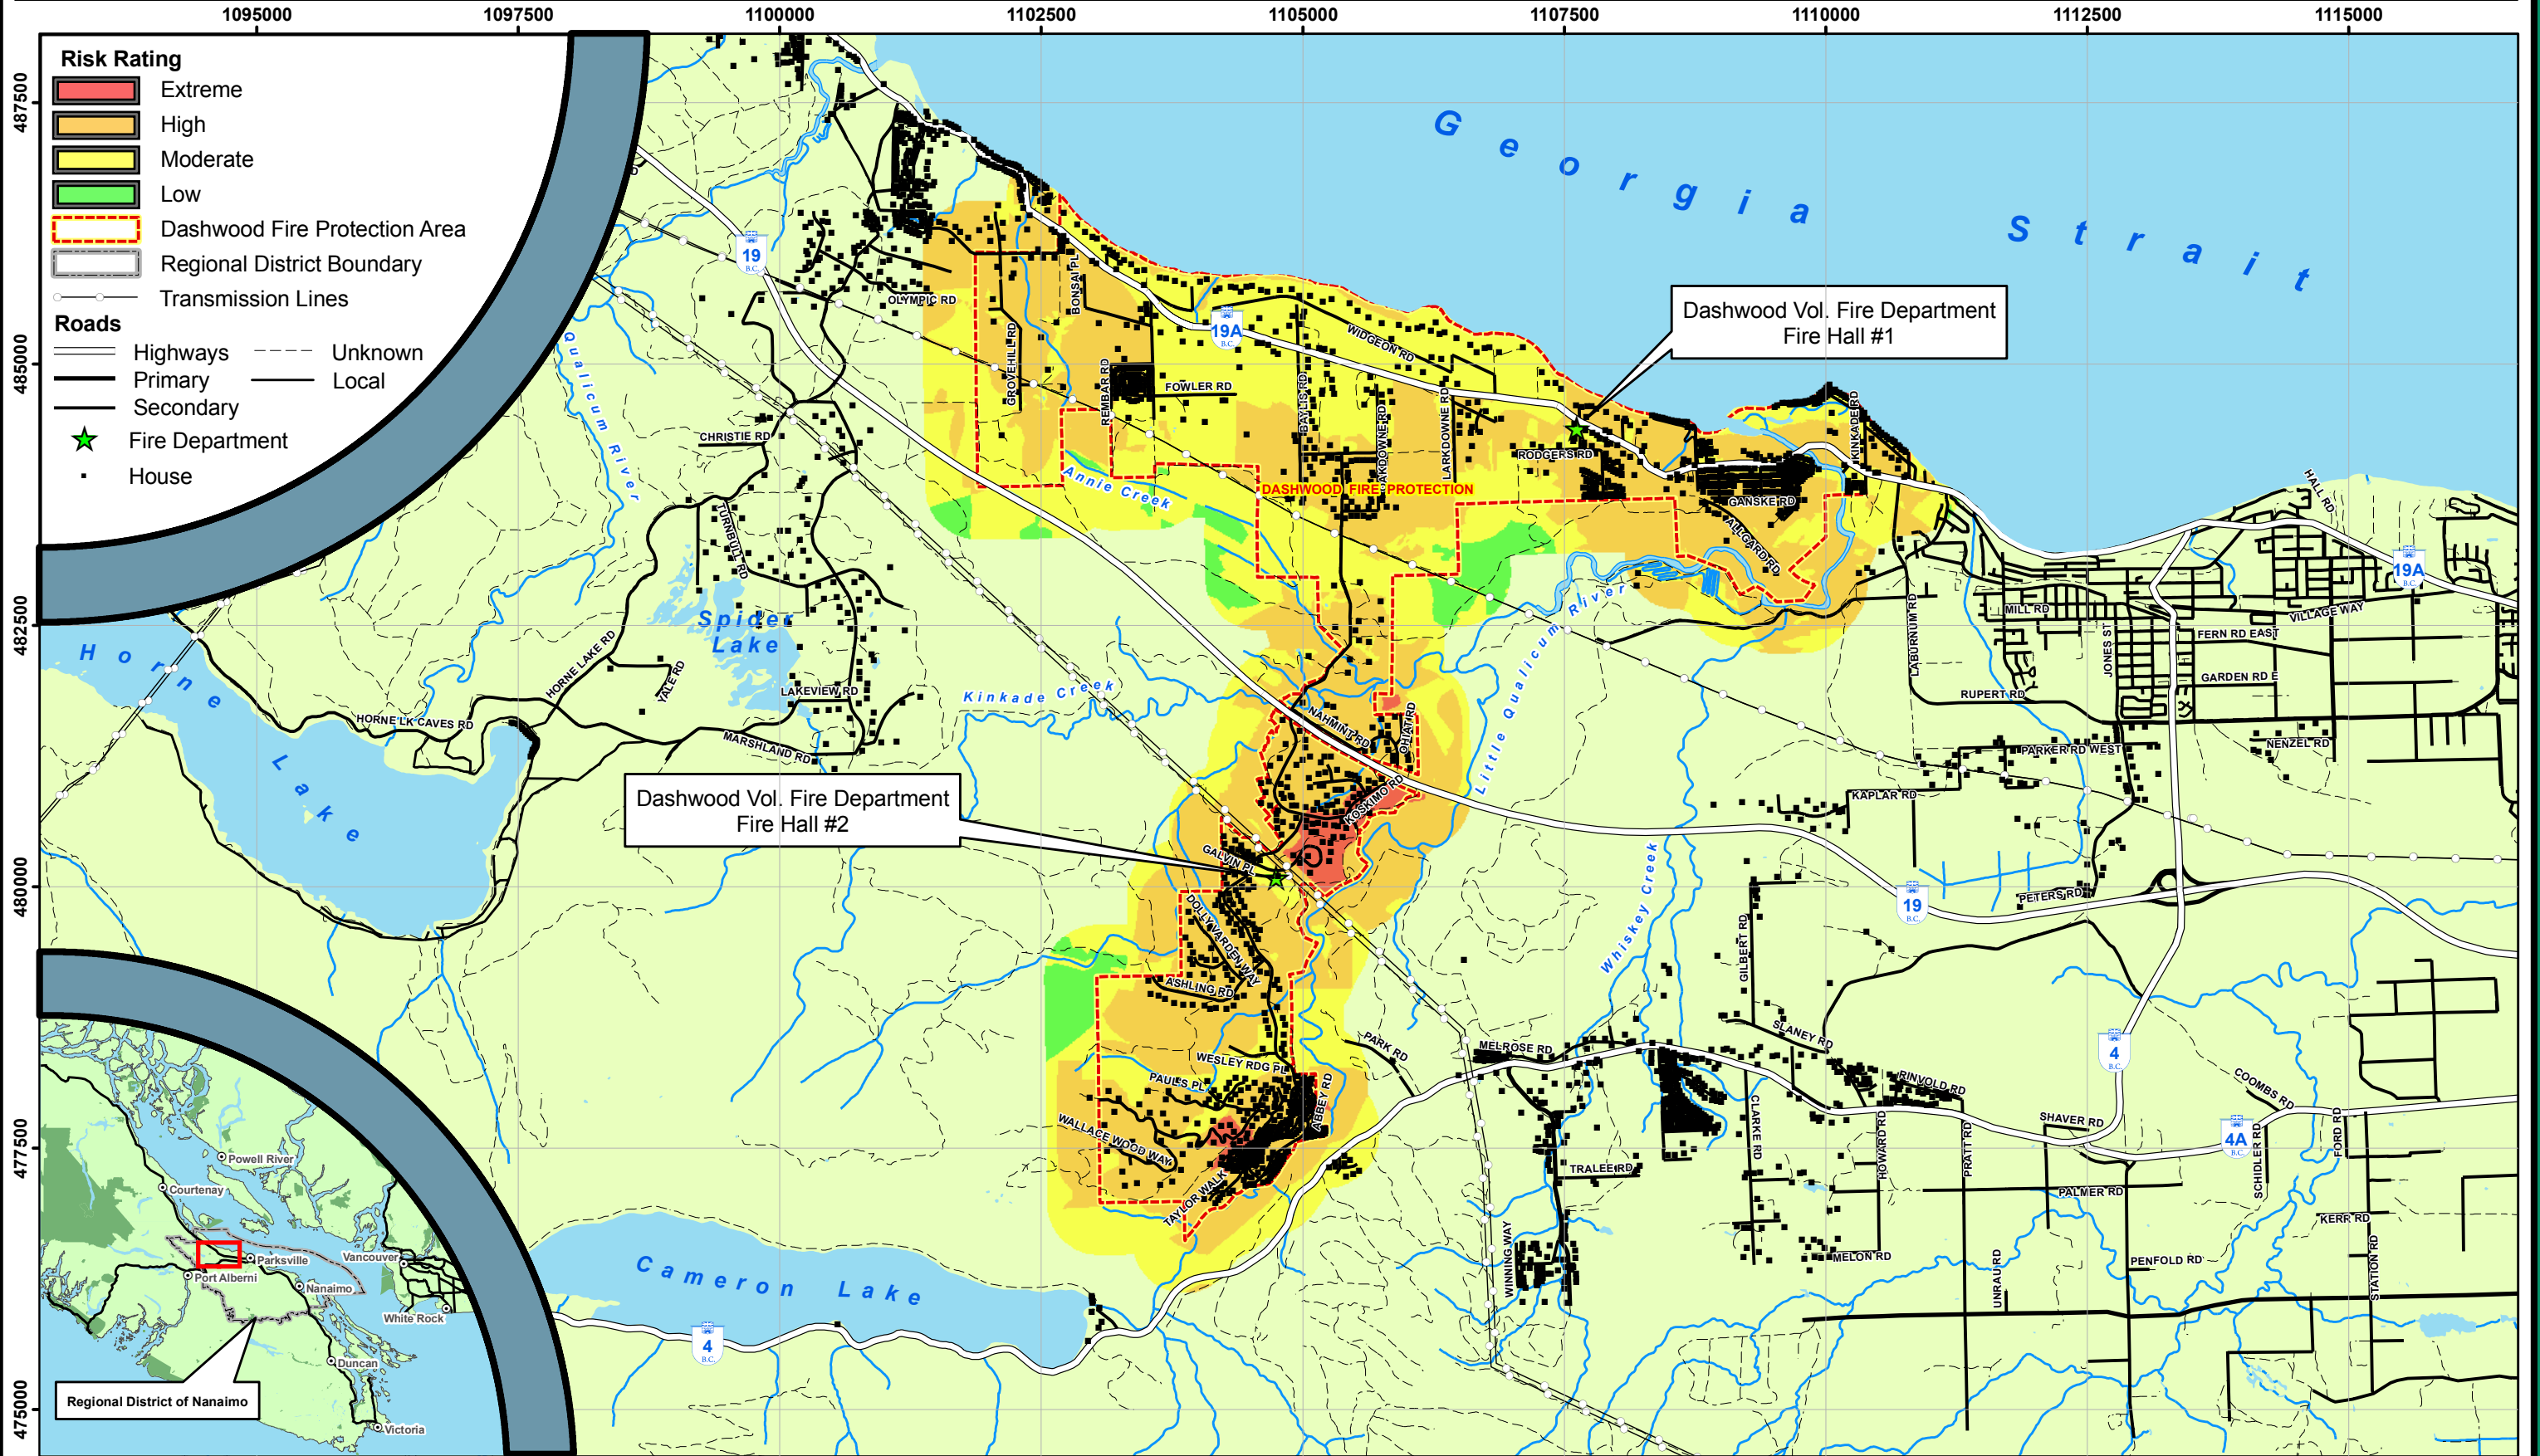 1095000
1097500
1100000
1102500
1105000
1107500
1110000
1112500
1115000
487500
485000
482500
480000
477500
475000
Risk Rating
Extreme
High
Moderate
Low
Dashwood Fire Protection Area
Regional District Boundary
Transmission Lines
Roads
Highways
Unknown
Primary
Local
Secondary
Fire Department
House
Georgia Strait
19
B.C.
OLYMPIC RD
BONSAI PL
GROVEHILL RD
19A
B.C.
WIDGEON RD
Dashwood Vol. Fire Department
Fire Hall #1
FOWLER RD
BAYLIS RD
LARKDOWNE RD
KINKADE RD
CHRISTIE RD
RODGERS RD
Annie Creek
DASHWOOD FIRE PROTECTION
GANSKE RD
ALLGARD RD
HALL RD
Qualicum River
TURNBULL RD
19A
B.C.
Spider
Lake
Little Qualicum River
LABURNUM RD
MILL RD
VILLAGE WAY
FERN RD EAST
JONES ST
GARDEN RD E
RUPERT RD
Horne Lake
HORNE LAKE RD
YALE RD
LAKEVIEW RD
Kinkade Creek
HORNE LK CAVES RD
MARSHLAND RD
NAHMINT RD
OHIAT RD
PARKER RD WEST
NENZEL RD
Dashwood Vol. Fire Department
Fire Hall #2
KOSKIMO RD
KAPLAR RD
GALVIN PL
Whiskey Creek
19
B.C.
PETERS RD
DOLLY VARDEN WAY
GILBERT RD
ASHLING RD
PARK RD
MELROSE RD
SLANEY RD
4
B.C.
WESLEY RDG PL
PAULS PL
ABBEY RD
RINVOLD RD
COOMBS RD
WALLACE WOOD WAY
CLARKE RD
HOWARD RD
PRATT RD
SHAVER RD
4A
B.C.
SCHIDLER RD
FORD RD
TRALEE RD
TAYLOR WALK
PALMER RD
KERR RD
WINNING WAY
MELON RD
UNRAU RD
PENFOLD RD
STATION RD
Cameron Lake
4
B.C.
Powell River
Courtenay
Vancouver
Parksville
Port Alberni
Nanaimo
White Rock
Duncan
Regional District of Nanaimo
Victoria